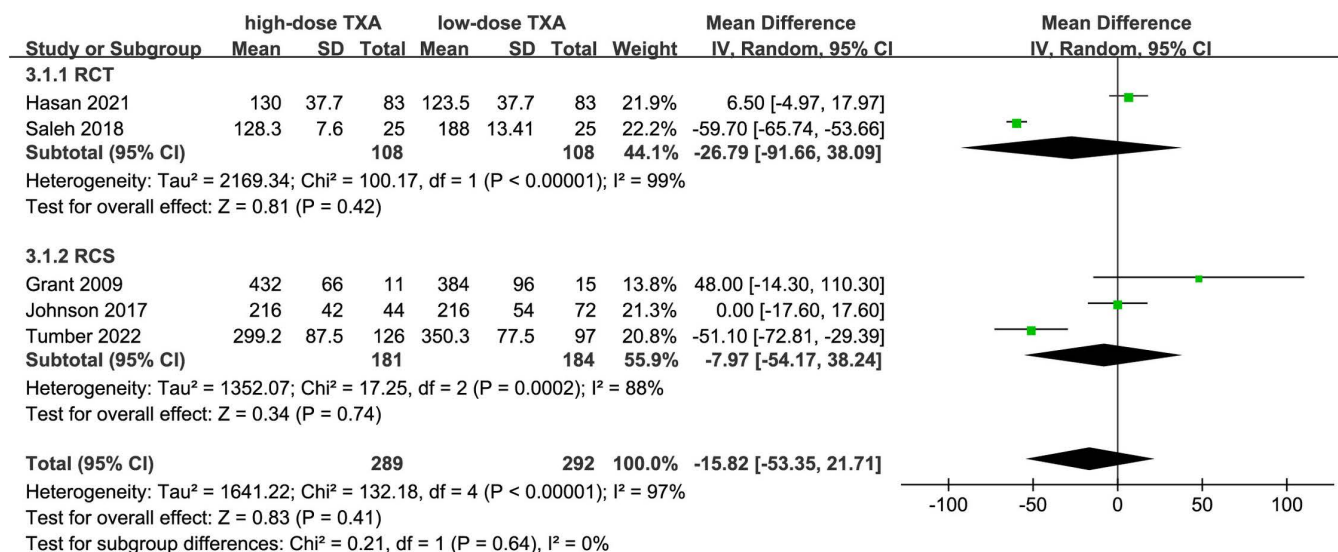 high-dose TXA low-dose TXA Mean Difference Mean Difference
Study or Subgroup Mean SD Total Mean SD Total Weight IV, Random, 95% CI IV, Random, 95% CI
3.1.1 RCT
Hasan 2021 130 37.7 83 123.5 37.7 83 21.9% 6.50 [-4.97, 17.97]
Saleh 2018 128.3 7.6 25 188 13.41 25 22.2% -59.70 [-65.74, -53.66]
Subtotal (95% CI) 108 108 44.1% -26.79 [-91.66, 38.09]
Heterogeneity: Tau² = 2169.34; Chi² = 100.17, df = 1 (P < 0.00001); I² = 99%
Test for overall effect: Z = 0.81 (P = 0.42)
3.1.2 RCS
Grant 2009 432 66 11 384 96 15 13.8% 48.00 [-14.30, 110.30]
Johnson 2017 216 42 44 216 54 72 21.3% 0.00 [-17.60, 17.60]
Tumber 2022 299.2 87.5 126 350.3 77.5 97 20.8% -51.10 [-72.81, -29.39]
Subtotal (95% CI) 181 184 55.9% -7.97 [-54.17, 38.24]
Heterogeneity: Tau² = 1352.07; Chi² = 17.25, df = 2 (P = 0.0002); I² = 88%
Test for overall effect: Z = 0.34 (P = 0.74)
Total (95% CI) 289 292 100.0% -15.82 [-53.35, 21.71]
Heterogeneity: Tau² = 1641.22; Chi² = 132.18, df = 4 (P < 0.00001); I² = 97%
Test for overall effect: Z = 0.83 (P = 0.41)
Test for subgroup differences: Chi² = 0.21, df = 1 (P = 0.64), I² = 0%
-100 -50 0 50 100